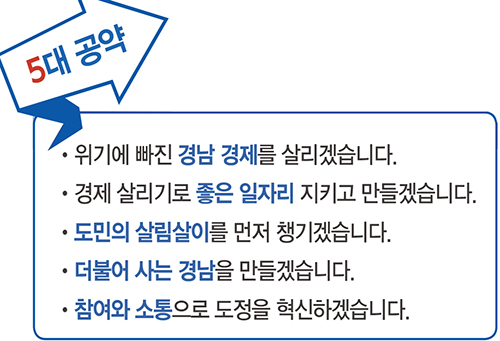 5대 공약
· 위기에 빠진 경남 경제를 살리겠습니다.
· 경제 살리기로 좋은 일자리 지키고 만들겠습니다.
· 도민의 살림살이를 먼저 챙기겠습니다.
· 더불어 사는 경남을 만들겠습니다.
· 참여와 소통으로 도정을 혁신하겠습니다.